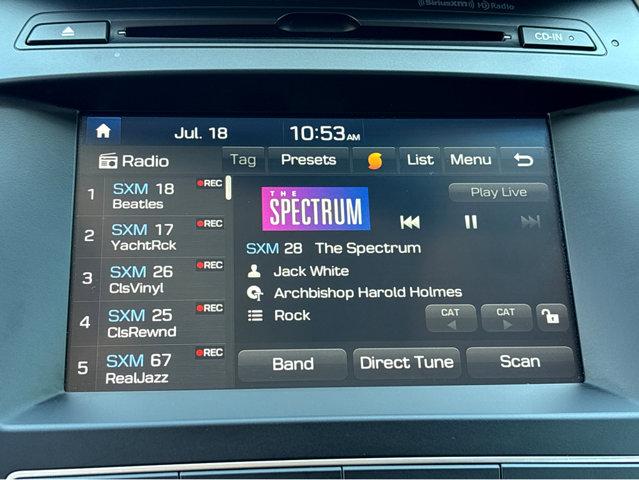 SiriusXM HD Radio
CD-IN
Jul. 18 10:53 AM
Radio Tag Presets List Menu
1 SXM 18 REC
Beatles
2 SXM 17 REC
YachtRck
3 SXM 26 REC
ClsVinyl
4 SXM 25 REC
ClsRewnd
5 SXM 67 REC
RealJazz
THE
SPECTRUM
Play Live
SXM 28 The Spectrum
Jack White
Archbishop Harold Holmes
Rock
CAT CAT
Band Direct Tune Scan